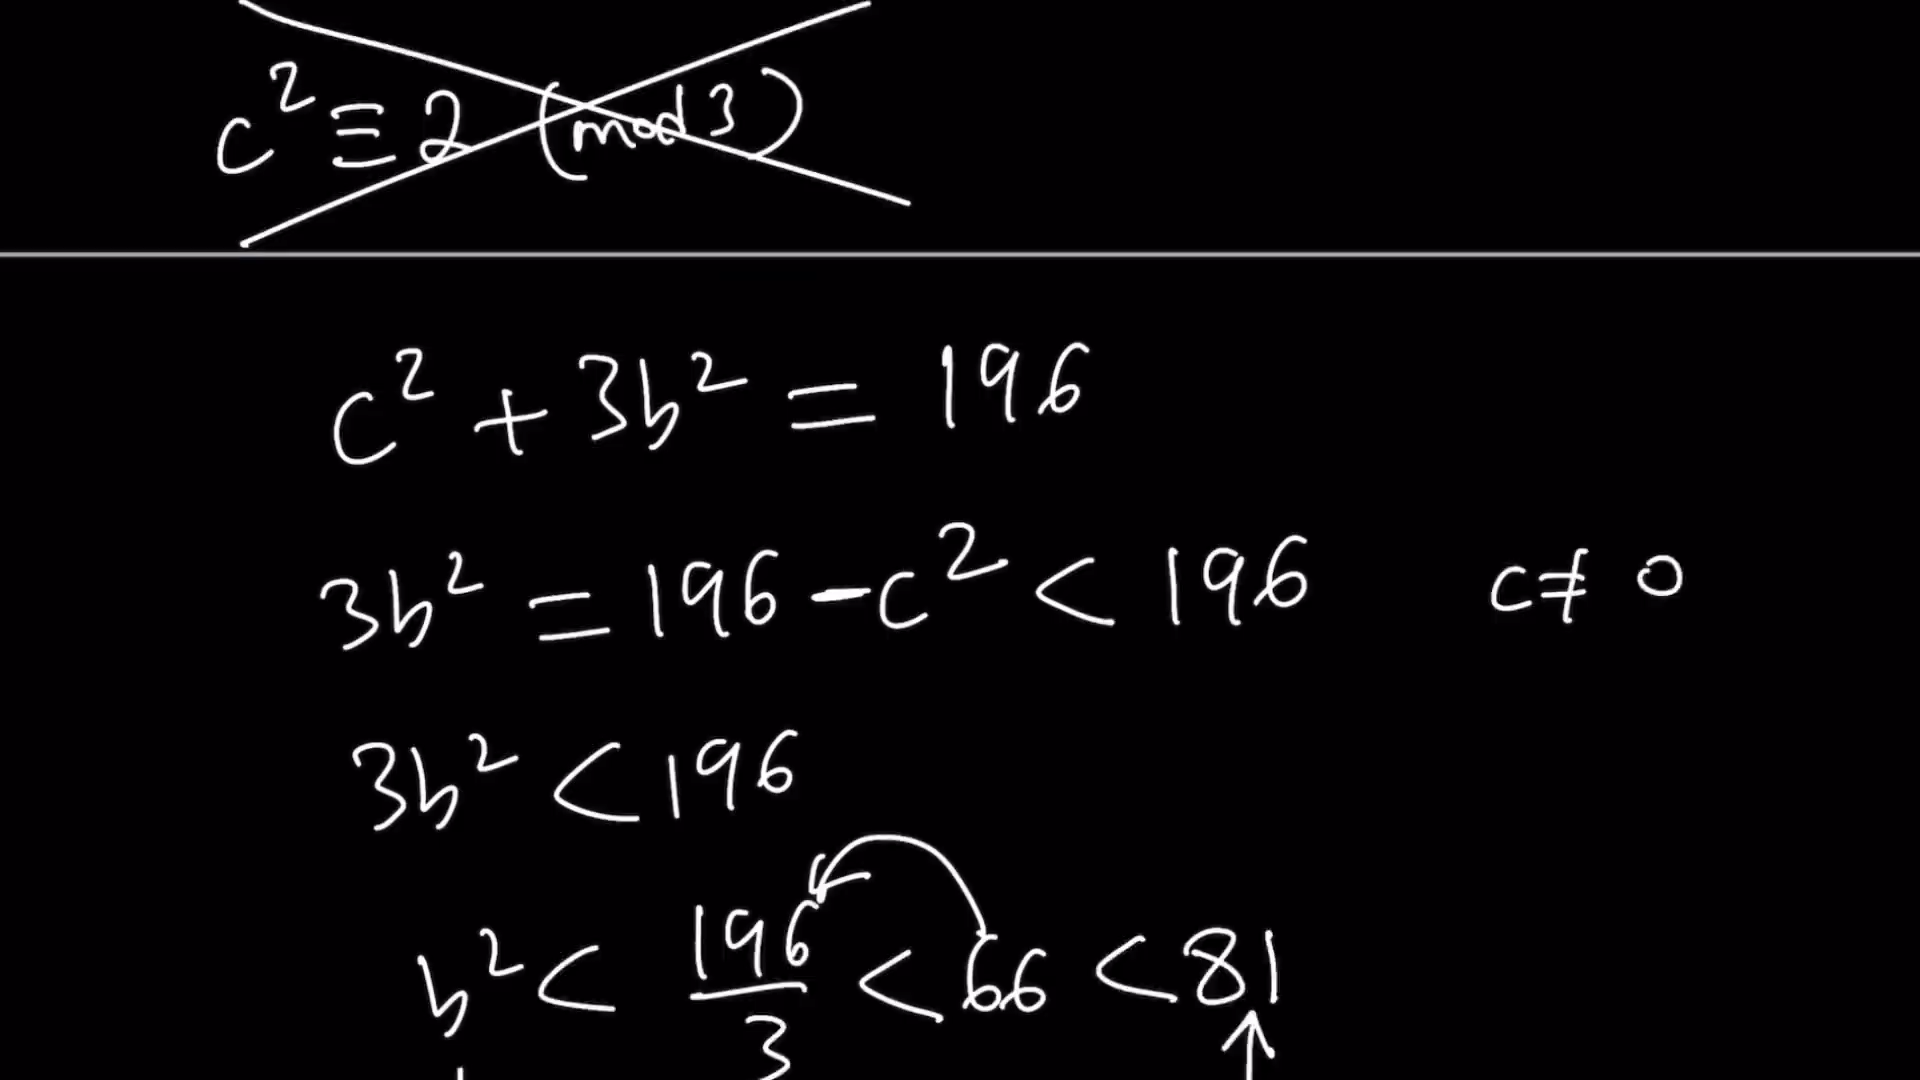 c² ≡ 2 (mod 3)
c² + 3b² = 196
3b² = 196 - c² < 196 c ≠ 0
3b² < 196
b² < 196/3 < 66 < 81